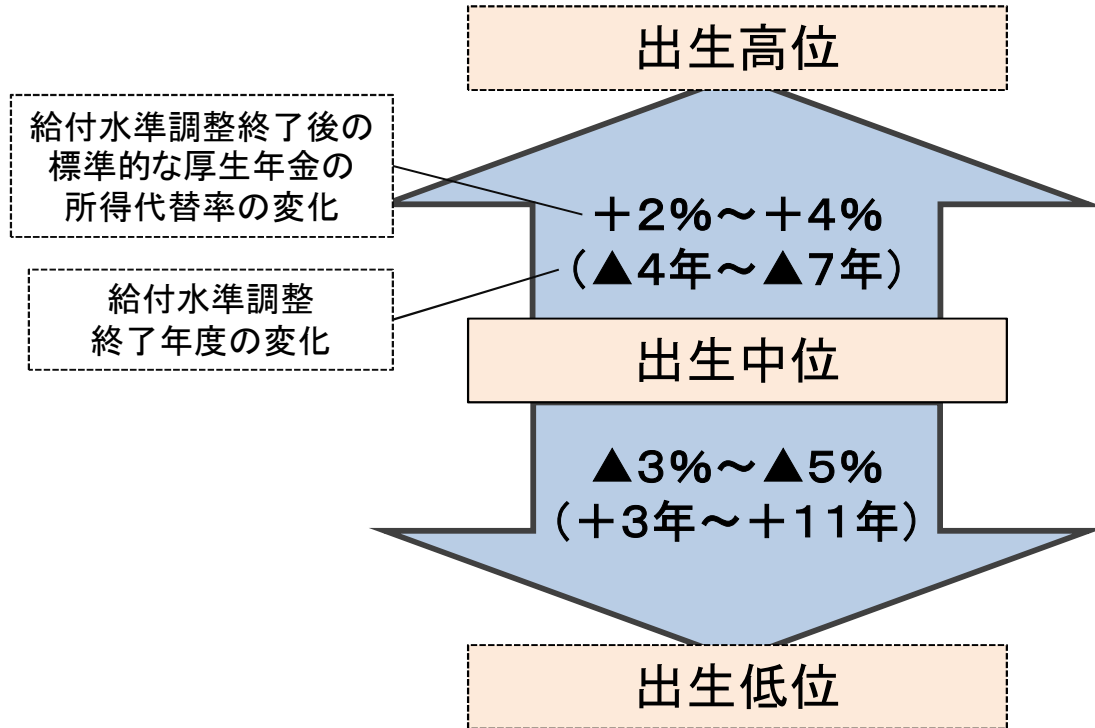 出生高位
給付水準調整終了後の
標準的な厚生年金の
所得代替率の変化
+2%～+4%
(▲4年～▲7年)
給付水準調整
終了年度の変化
出生中位
▲3%～▲5%
(+3年～+11年)
出生低位